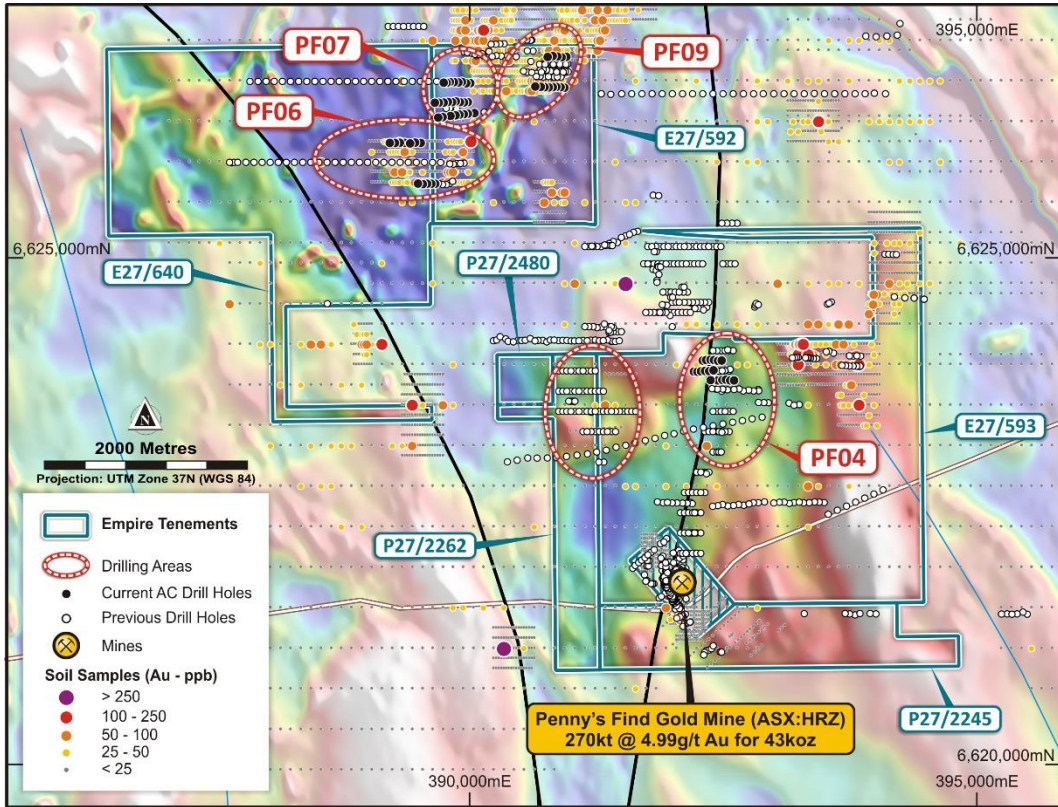 395,000mE
PF07
PF09
PF06
E27/592
6,625,000mN
6,625,000mN
E27/640
P27/2480
N
2000 Metres
Projection: UTM Zone 37N (WGS 84)
E27/593
PF04
Empire Tenements
P27/2262
Drilling Areas
Current AC Drill Holes
Previous Drill Holes
Mines
Soil Samples (Au - ppb)
> 250
100 - 250
50 - 100
25 - 50
< 25
Penny's Find Gold Mine (ASX:HRZ)
270kt @ 4.99g/t Au for 43koz
P27/2245
6,620,000mN
390,000mE
395,000mE